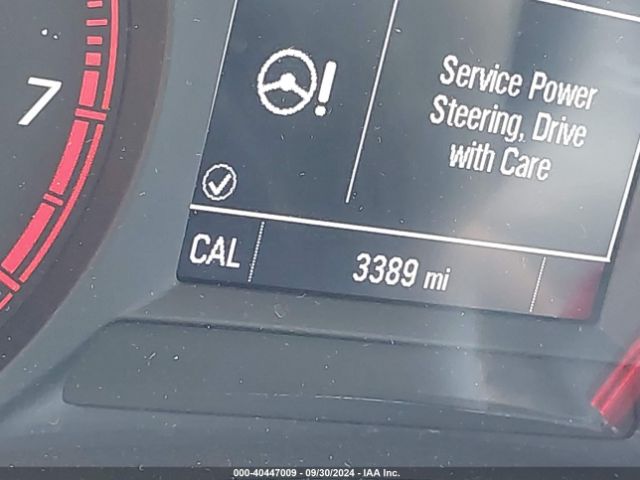 7
!
Service Power
Steering, Drive
with Care
CAL
3389 mi
000-40447009 - 09/30/2024 - IAA Inc.